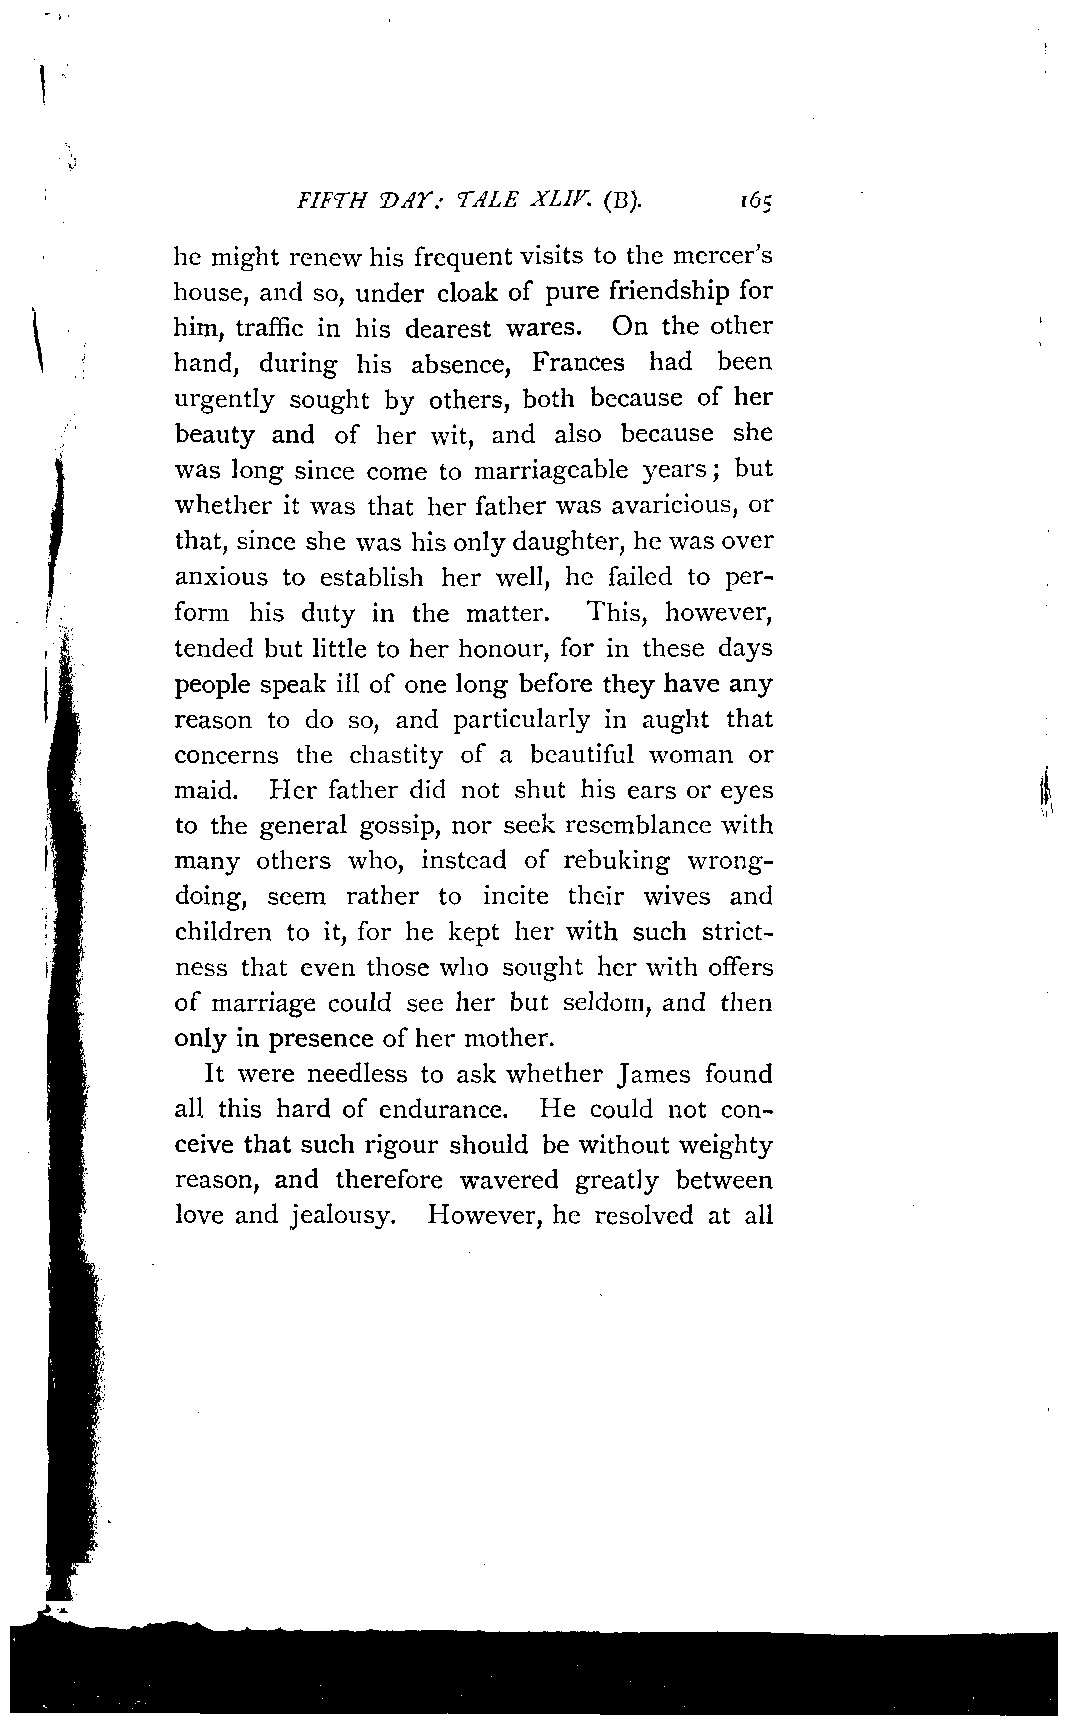 FIFTH DAY: TALE XLIV. (B). 165
he might renew his frequent visits to the mercer's
house, and so, under cloak of pure friendship for
him, traffic in his dearest wares. On the other
hand, during his absence, Frances had been
urgently sought by others, both because of her
beauty and of her wit, and also because she
was long since come to marriageable years; but
whether it was that her father was avaricious, or
that, since she was his only daughter, he was over
anxious to establish her well, he failed to per-
form his duty in the matter. This, however,
tended but little to her honour, for in these days
people speak ill of one long before they have any
reason to do so, and particularly in aught that
concerns the chastity of a beautiful woman or
maid. Her father did not shut his ears or eyes
to the general gossip, nor seek resemblance with
many others who, instead of rebuking wrong-
doing, seem rather to incite their wives and
children to it, for he kept her with such strict-
ness that even those who sought her with offers
of marriage could see her but seldom, and then
only in presence of her mother.
It were needless to ask whether James found
all this hard of endurance. He could not con-
ceive that such rigour should be without weighty
reason, and therefore wavered greatly between
love and jealousy. However, he resolved at all